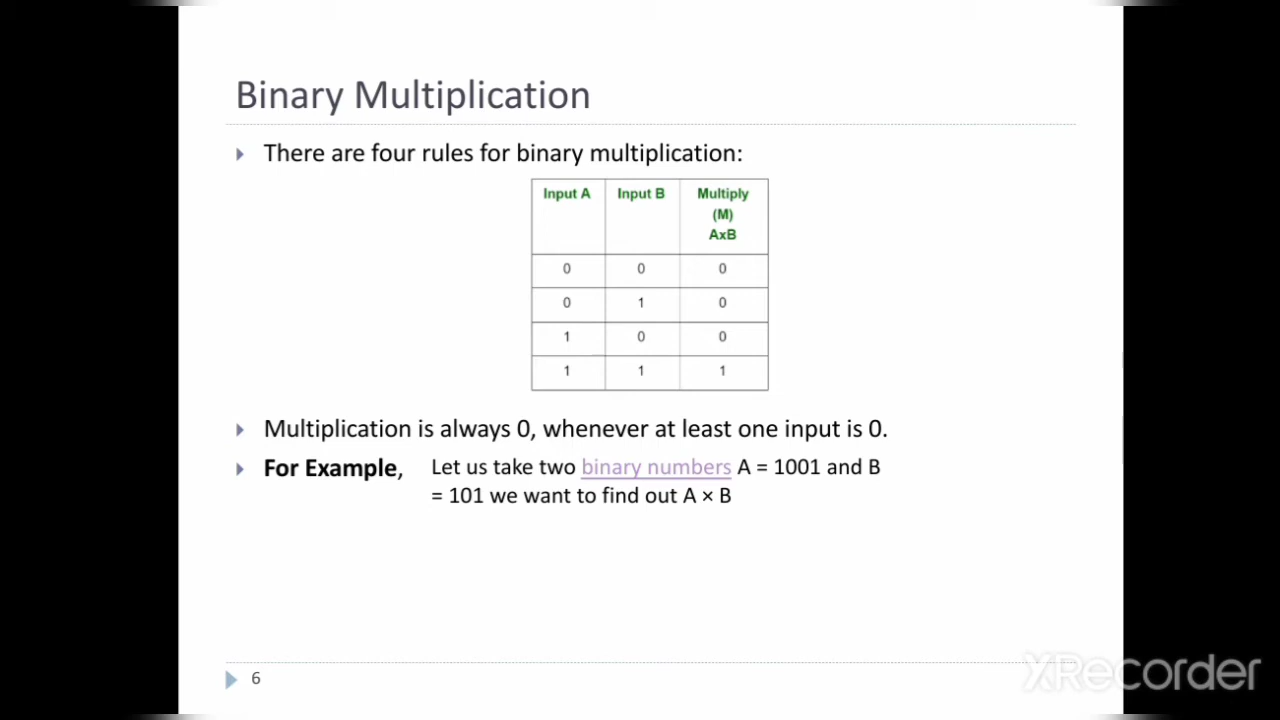 Binary Multiplication
There are four rules for binary multiplication:
Input A Input B Multiply
(M)
AxB
0 0 0
0 1 0
1 0 0
1 1 1
Multiplication is always 0, whenever at least one input is 0.
For Example, Let us take two binary numbers A = 1001 and B
= 101 we want to find out A × B
6
XRecorder